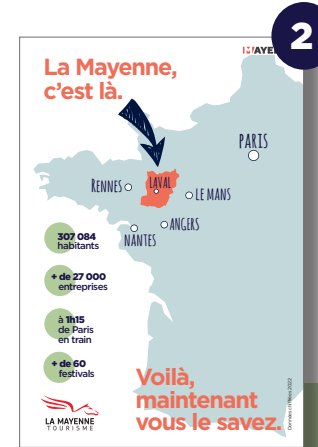 2
La Mayenne,
c'est là.
PARIS
RENNES
LAVAL
LE MANS
ANGERS
NANTES
307 084
habitants
+ de 27 000
entreprises
à 1h15
de Paris
en train
+ de 60
festivals
LA MAYENNE
TOURISME
Voilà,
maintenant
vous le savez.